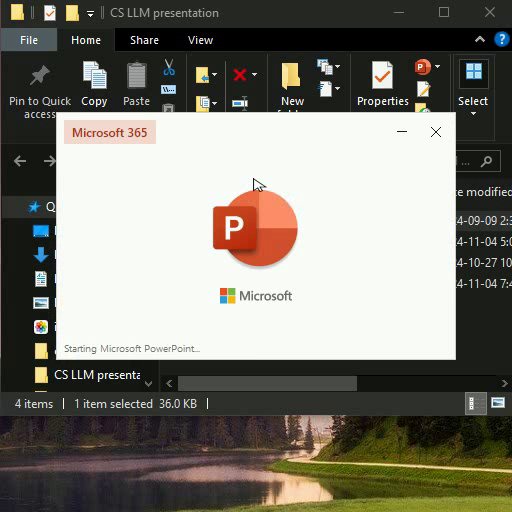 CS LLM presentation
File Home Share View
Pin to Quick access
Copy
Paste
New
Properties
Select
Microsoft 365
modified
4-09-09 2:3
4-11-04 5:0
4-10-27 10
4-11-04 7:4
P
Microsoft
Starting Microsoft PowerPoint...
CS LLM presenta
4 items 1 item selected 36.0 KB